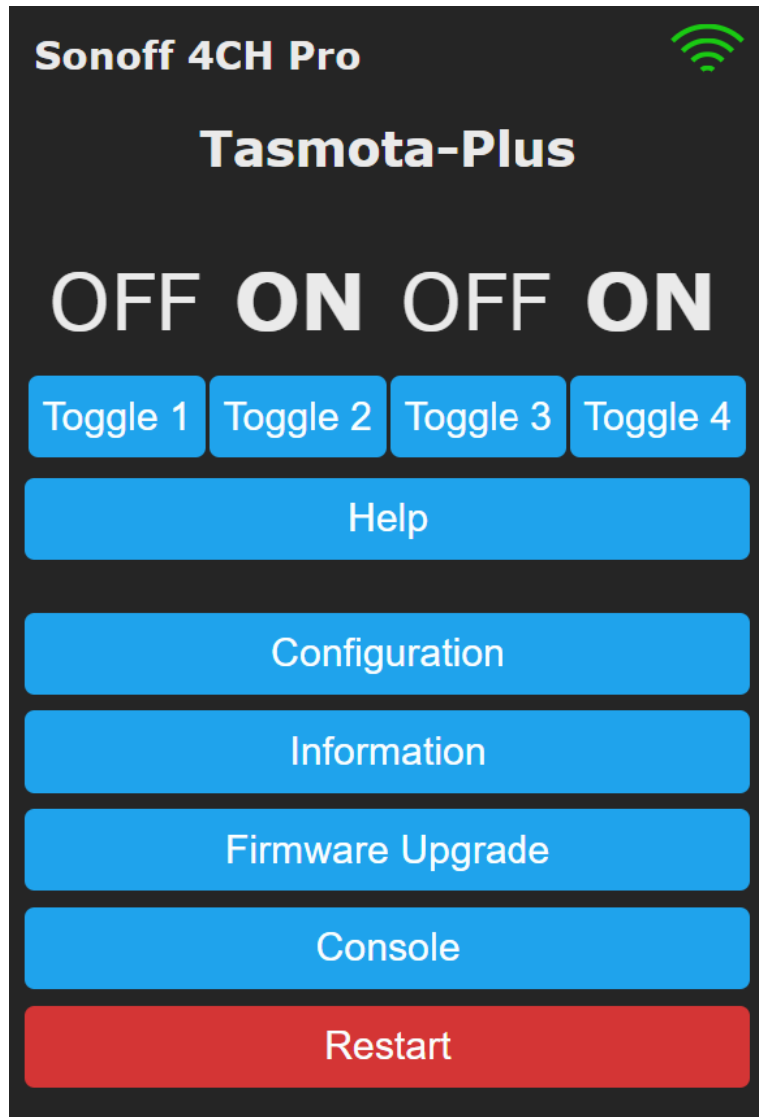 Sonoff 4CH Pro
Tasmota-Plus
OFF ON OFF ON
Toggle 1 Toggle 2 Toggle 3 Toggle 4
Help
Configuration
Information
Firmware Upgrade
Console
Restart